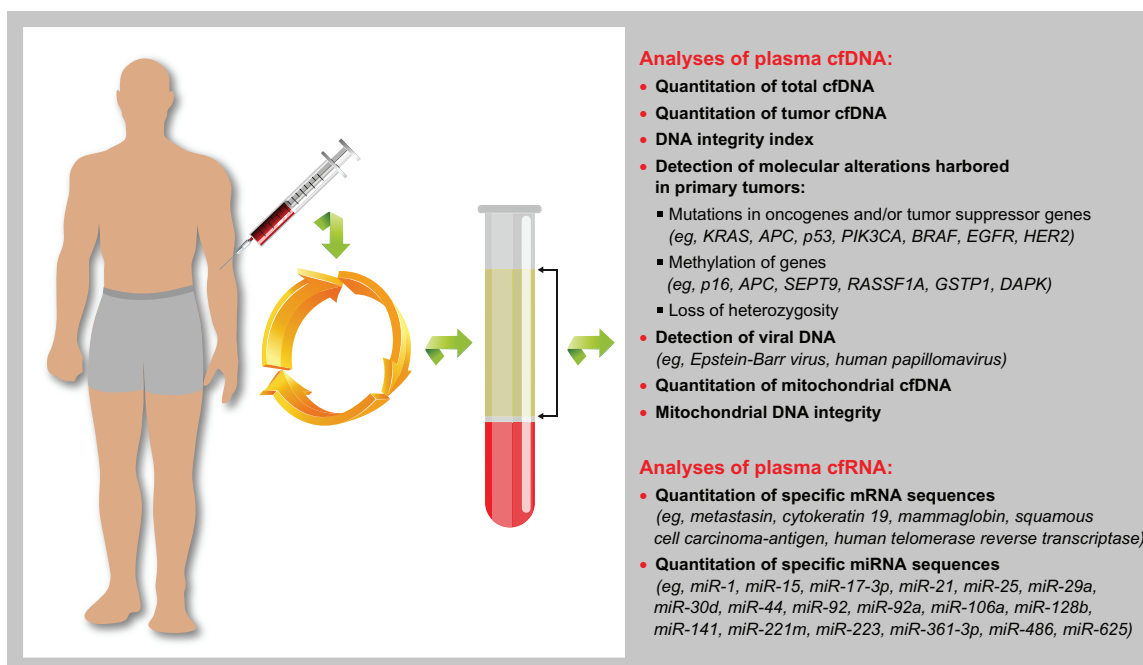 Analyses of plasma cfDNA:
• Quantitation of total cfDNA
• Quantitation of tumor cfDNA
• DNA integrity index
• Detection of molecular alterations harbored
in primary tumors:
▪ Mutations in oncogenes and/or tumor suppressor genes
(eg, KRAS, APC, p53, PIK3CA, BRAF, EGFR, HER2)
▪ Methylation of genes
(eg, p16, APC, SEPT9, RASSF1A, GSTP1, DAPK)
▪ Loss of heterozygosity
• Detection of viral DNA
(eg, Epstein-Barr virus, human papillomavirus)
• Quantitation of mitochondrial cfDNA
• Mitochondrial DNA integrity
Analyses of plasma cfRNA:
• Quantitation of specific mRNA sequences
(eg, metastasin, cytokeratin 19, mammaglobin, squamous
cell carcinoma-antigen, human telomerase reverse transcriptase)
• Quantitation of specific miRNA sequences
(eg, miR-1, miR-15, miR-17-3p, miR-21, miR-25, miR-29a,
miR-30d, miR-44, miR-92, miR-92a, miR-106a, miR-128b,
miR-141, miR-221m, miR-223, miR-361-3p, miR-486, miR-625)